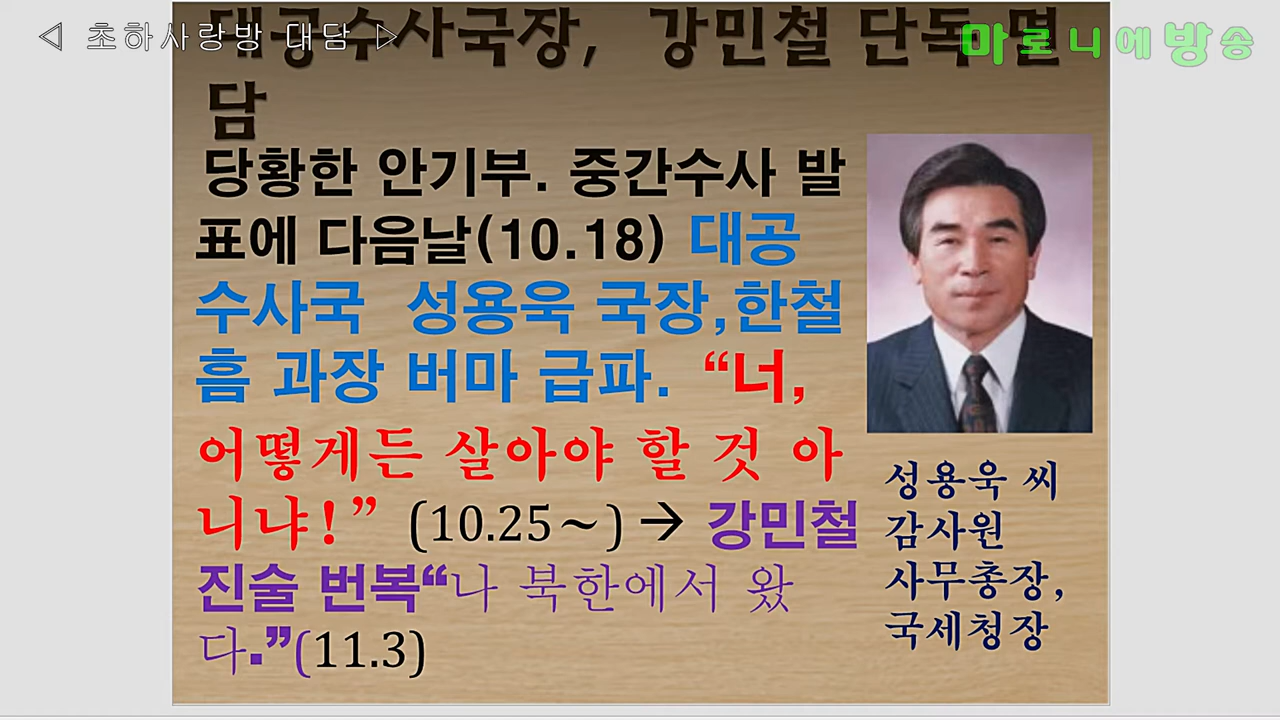 ◁ 초하사랑방 대담 ▷
마로니에방송
대공수사국장, 강민철 단독 면
담
당황한 안기부. 중간수사 발
표에 다음날(10.18) 대공
수사국 성용욱 국장,한철
흠 과장 버마 급파. “너,
어떻게든 살아야 할 것 아
니냐!” (10.25~) → 강민철
진술 번복“나 북한에서 왔
다.”(11.3)
성용욱 씨
감사원
사무총장,
국세청장